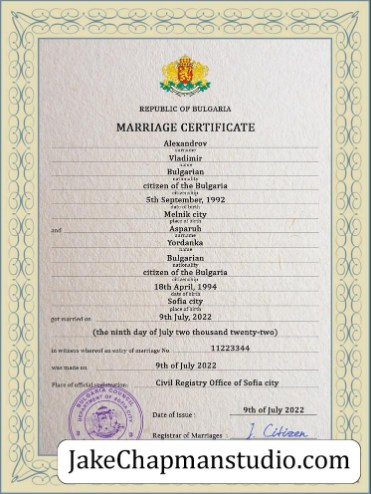 REPUBLIC OF BULGARIA
MARRIAGE CERTIFICATE
Alexandrov
surname
Vladimir
name
Bulgarian
nationality
citizen of the Bulgaria
citizenship
5th September, 1992
date of birth
Melnik city
place of birth
and Asparuh
surname
Yordanka
name
Bulgarian
nationality
citizen of the Bulgaria
citizenship
18th April, 1994
date of birth
Sofia city
place of birth
got married on 9th July, 2022
(the ninth day of July two thousand twenty-two)
in witness whereof an entry of marriage No 11223344
was made on 9th of July 2022
Place of official registration: Civil Registry Office of Sofia city
Date of Issue : 9th of July 2022
Registrar of Marriages : J. Citizen
JakeChapmanstudio.com